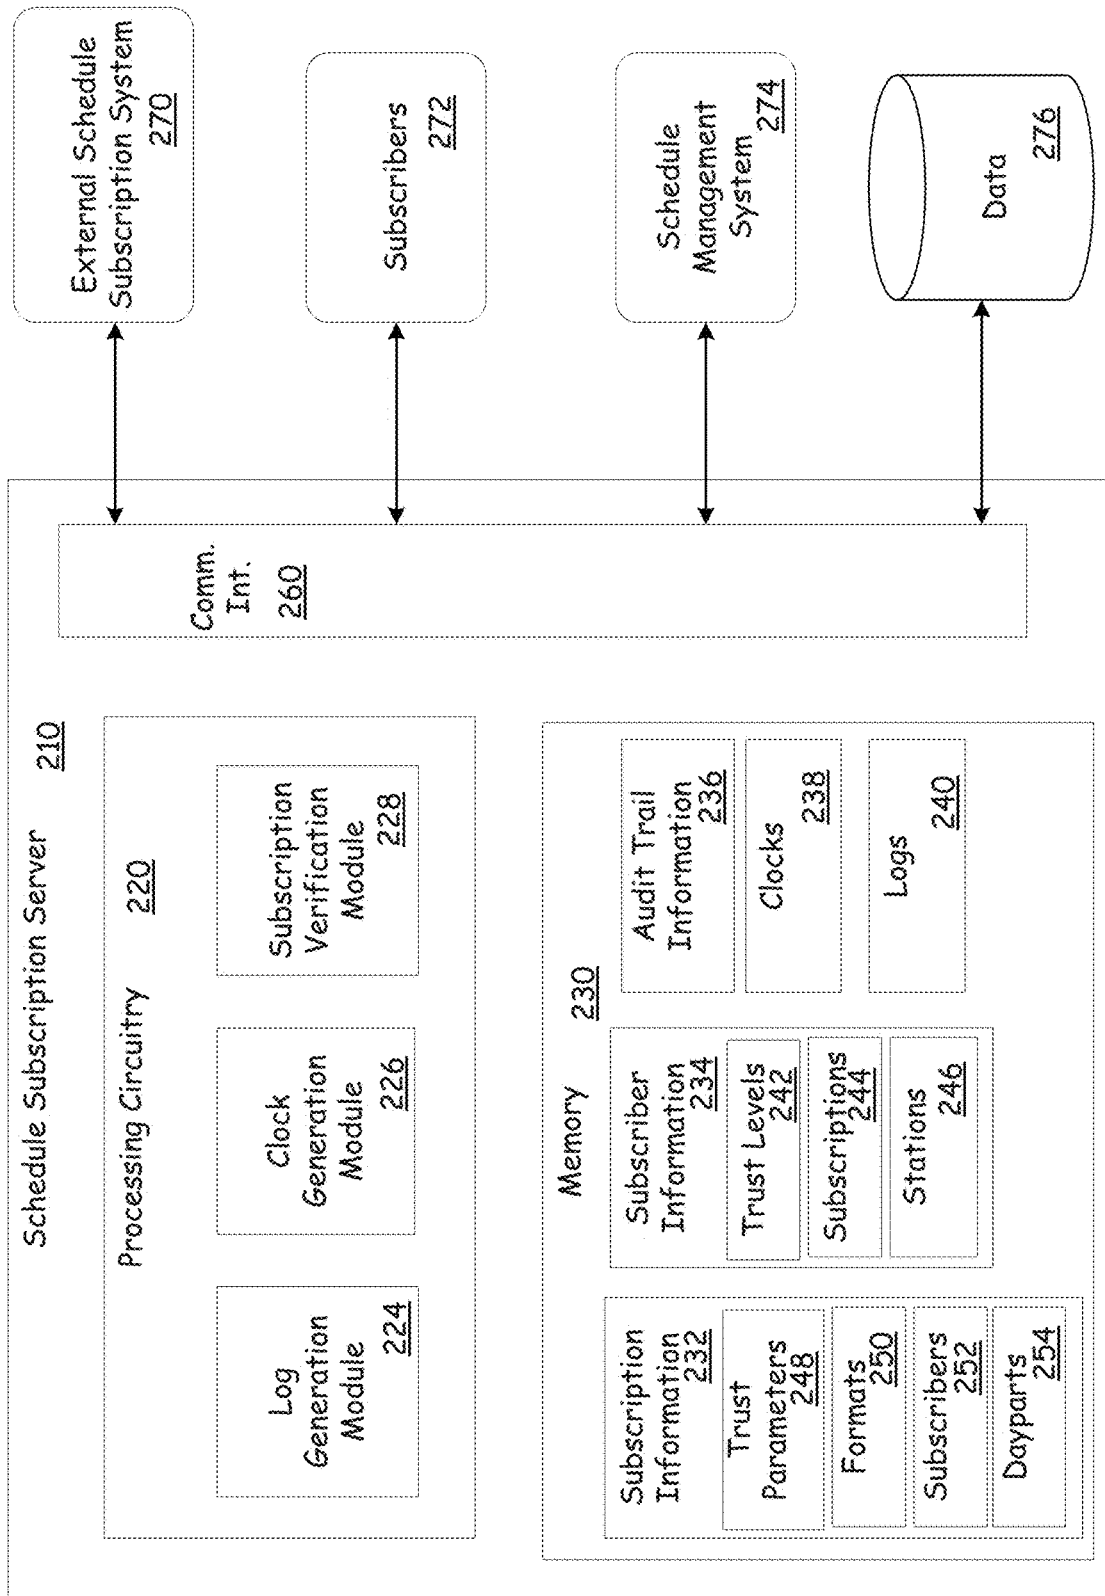 Schedule Subscription Server
210
Processing Circuitry
220
Log
Generation
Module
224
Clock
Generation
Module
226
Subscription
Verification
Module
228
Memory
230
Subscription
Information
232
Trust
Parameters
248
Formats
250
Subscribers
252
Dayparts
254
Subscriber
Information
234
Trust Levels
242
Subscriptions
244
Stations
246
Audit Trail
Information
236
Clocks
238
Logs
240
Comm.
Int.
260
External Schedule
Subscription System
270
Subscribers
272
Schedule
Management
System
274
Data
276